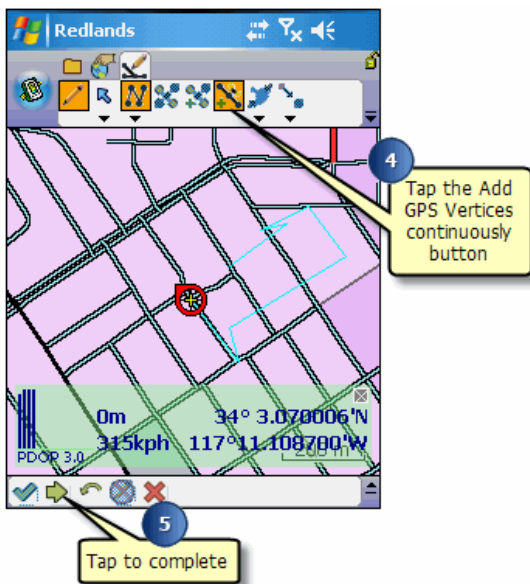 Redlands
4
Tap the Add
GPS Vertices
continuously
button
0m
34° 3.070006'N
315kph
117°11.108700'W
PDOP 3.0
5
Tap to complete